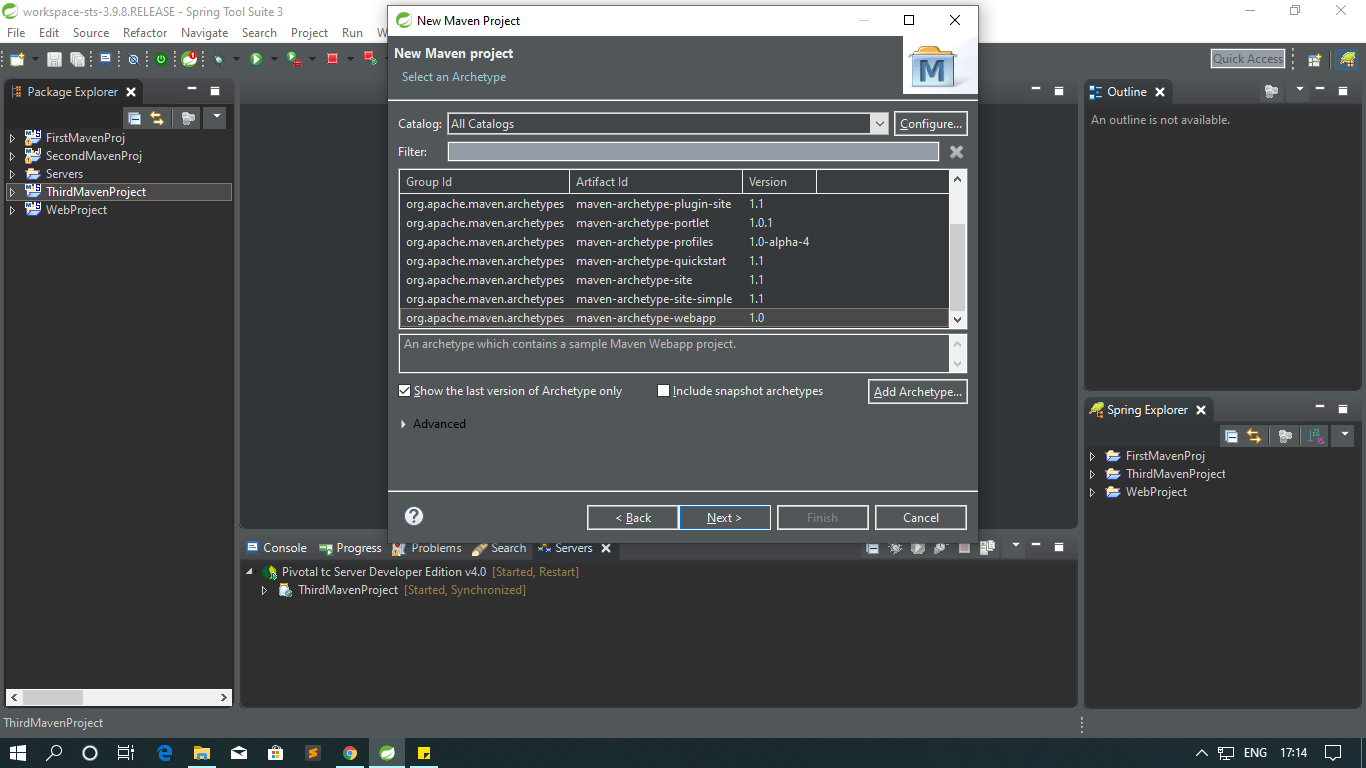 workspace-sts-3.9.8.RELEASE - Spring Tool Suite 3
File Edit Source Refactor Navigate Search Project Run W
Quick Access
Package Explorer
FirstMavenProj
SecondMavenProj
Servers
ThirdMavenProject
WebProject
New Maven Project
New Maven project
Select an Archetype
M
Catalog: All Catalogs Configure...
Filter:
Group Id Artifact Id Version
org.apache.maven.archetypes maven-archetype-plugin-site 1.1
org.apache.maven.archetypes maven-archetype-portlet 1.0.1
org.apache.maven.archetypes maven-archetype-profiles 1.0-alpha-4
org.apache.maven.archetypes maven-archetype-quickstart 1.1
org.apache.maven.archetypes maven-archetype-site 1.1
org.apache.maven.archetypes maven-archetype-site-simple 1.1
org.apache.maven.archetypes maven-archetype-webapp 1.0
An archetype which contains a sample Maven Webapp project.
Show the last version of Archetype only Include snapshot archetypes Add Archetype...
Advanced
? < Back Next > Finish Cancel
Outline
An outline is not available.
Spring Explorer
FirstMavenProj
ThirdMavenProject
WebProject
Console Progress Problems Search Servers
Pivotal tc Server Developer Edition v4.0 [Started, Restart]
ThirdMavenProject [Started, Synchronized]
ThirdMavenProject
ENG 17:14